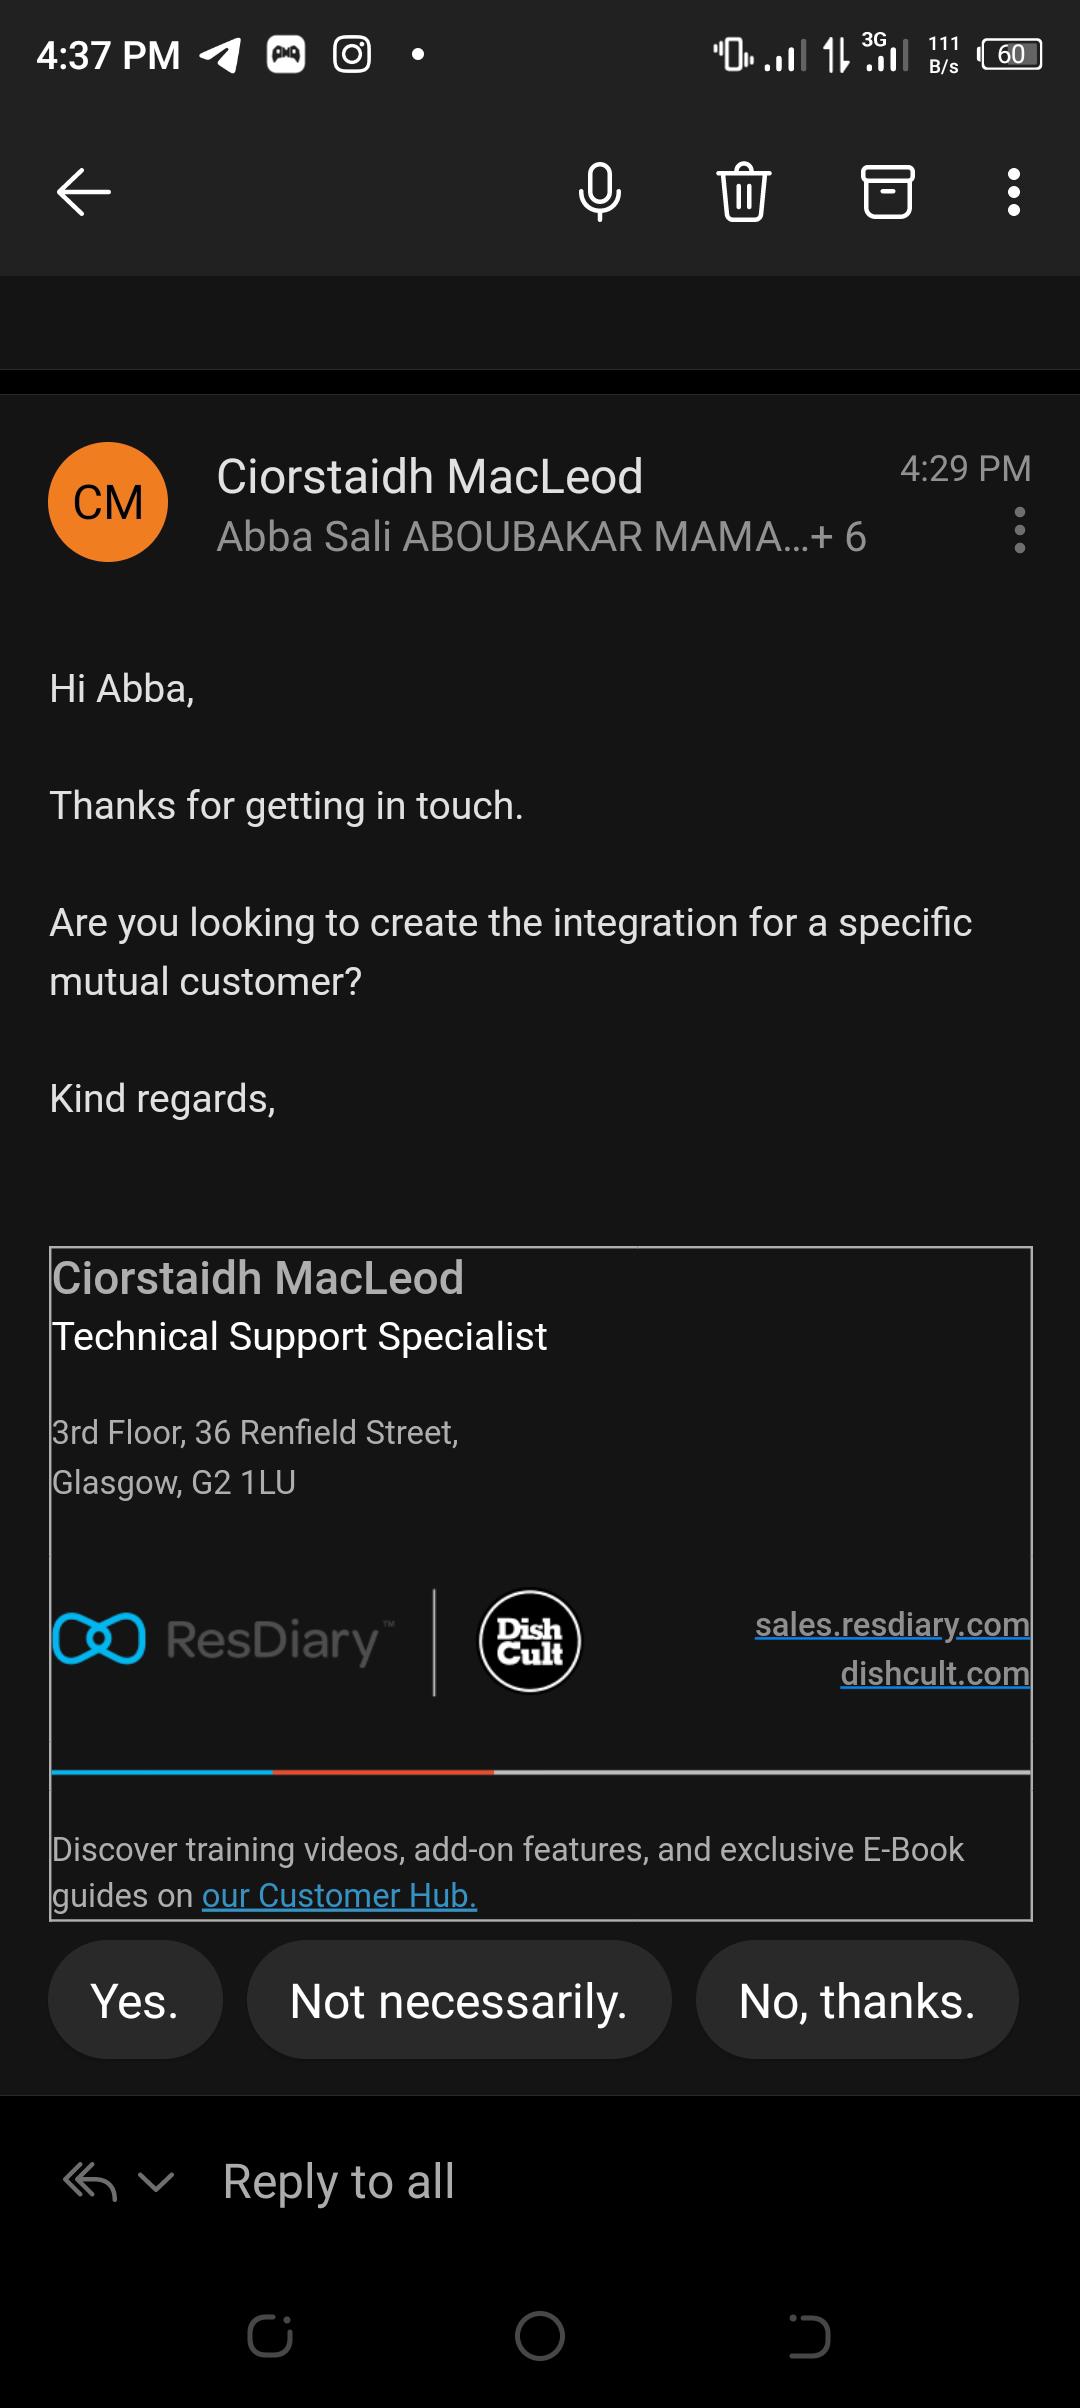 4:37 PM
3G
111
B/s
60
CM
Ciorstaidh MacLeod
4:29 PM
Abba Sali ABOUBAKAR MAMA...+ 6
Hi Abba,
Thanks for getting in touch.
Are you looking to create the integration for a specific
mutual customer?
Kind regards,
Ciorstaidh MacLeod
Technical Support Specialist
3rd Floor, 36 Renfield Street,
Glasgow, G2 1LU
ResDiary™
Dish
Cult
sales.resdiary.com
dishcult.com
Discover training videos, add-on features, and exclusive E-Book
guides on our Customer Hub.
Yes.
Not necessarily.
No, thanks.
Reply to all